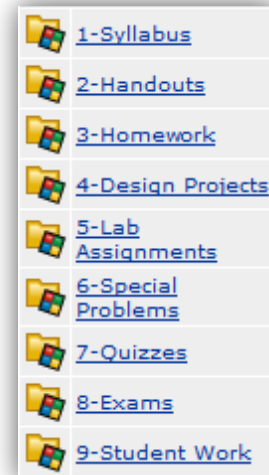 1-Syllabus
2-Handouts
3-Homework
4-Design Projects
5-Lab
Assignments
6-Special
Problems
7-Quizzes
8-Exams
9-Student Work